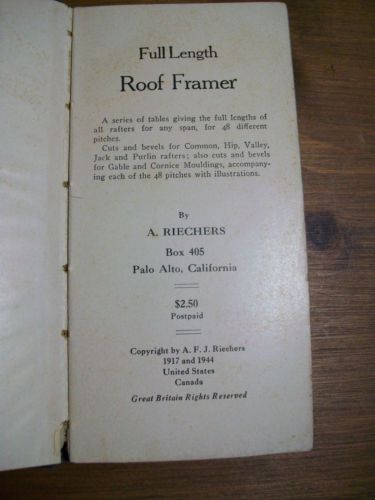 Full Length
Roof Framer
A series of tables giving the full lengths of
all rafters for any span, for 48 different
pitches.
Cuts and bevels for Common, Hip, Valley,
Jack and Purlin rafters; also cuts and bevels
for Gable and Cornice Mouldings, accompany-
ing each of the 48 pitches with illustrations.
By
A. RIECHERS
Box 405
Palo Alto, California
$2.50
Postpaid
Copyright by A. F. J. Riechers
1917 and 1944
United States
Canada
Great Britain Rights Reserved